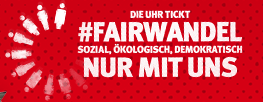 DIE UHR TICKT
#FAIRWANDEL
SOZIAL, ÖKOLOGISCH, DEMOKRATISCH
NUR MIT UNS